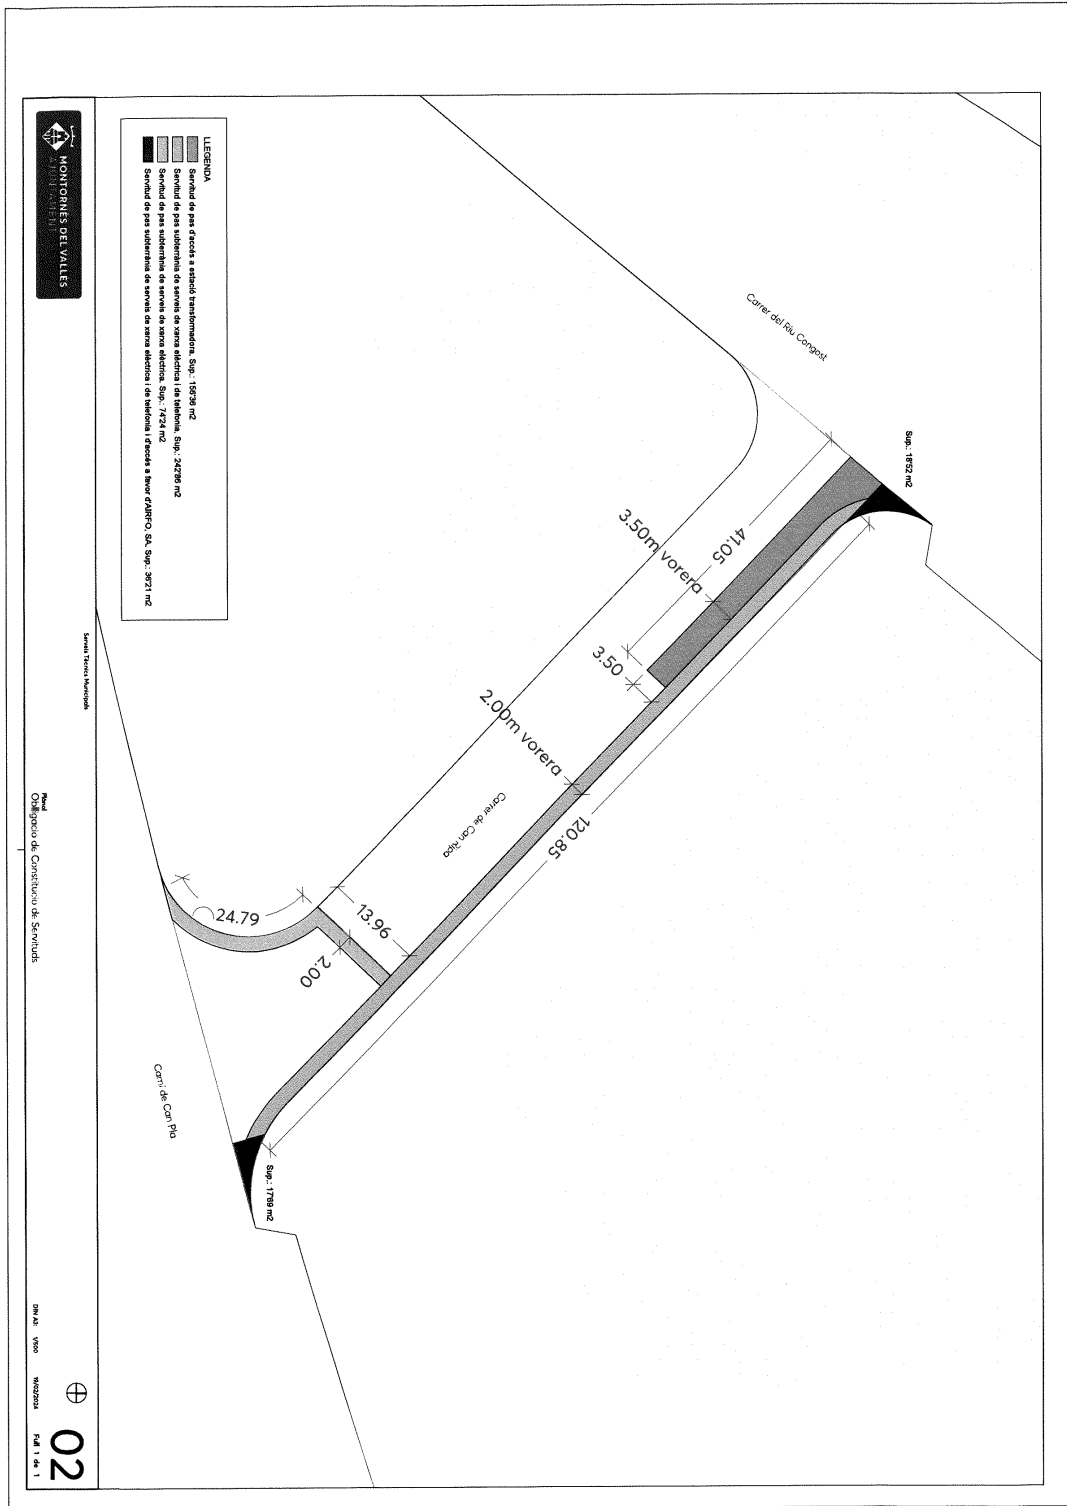 MONTORNÈS DEL VALLÈS
AJUNTAMENT
LLEGENDA
Servitud de pas d'accés a estació transformadora. Sup.: 156'36 m2
Servitud de pas subterrània de serveis de xarxa elèctrica i de telefonia. Sup.: 242'86 m2
Servitud de pas subterrània de serveis de xarxa elèctrica. Sup.: 74'24 m2
Servitud de pas subterrània de serveis de xarxa elèctrica i de telefonia i d'accés a favor d'AIRFO, SA. Sup.: 36'21 m2
Carrer del Riu Congost
Sup.: 18'52 m2
41.05
3.50m vorera
3.50
2.00m vorera
Carrer de Can Ripa
120.85
24.79
13.96
2.00
Camí de Can Pla
Sup.: 17'69 m2
Serveis Tècnics Municipals
Plànol
Obligació de Constitució de Servituds
DIN A3: 1/500
19/02/2024
Full 1 de 1
02